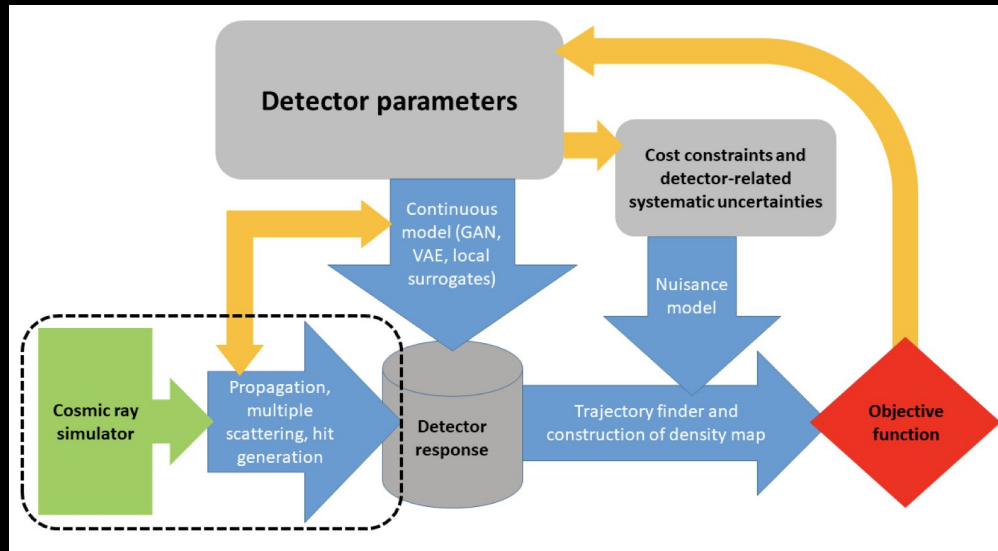 Detector parameters
Cost constraints and
detector-related
systematic uncertainties
Continuous
model (GAN,
VAE, local
surrogates)
Nuisance
model
Cosmic ray
simulator
Propagation,
multiple
scattering, hit
generation
Detector
response
Trajectory finder and
construction of density map
Objective
function